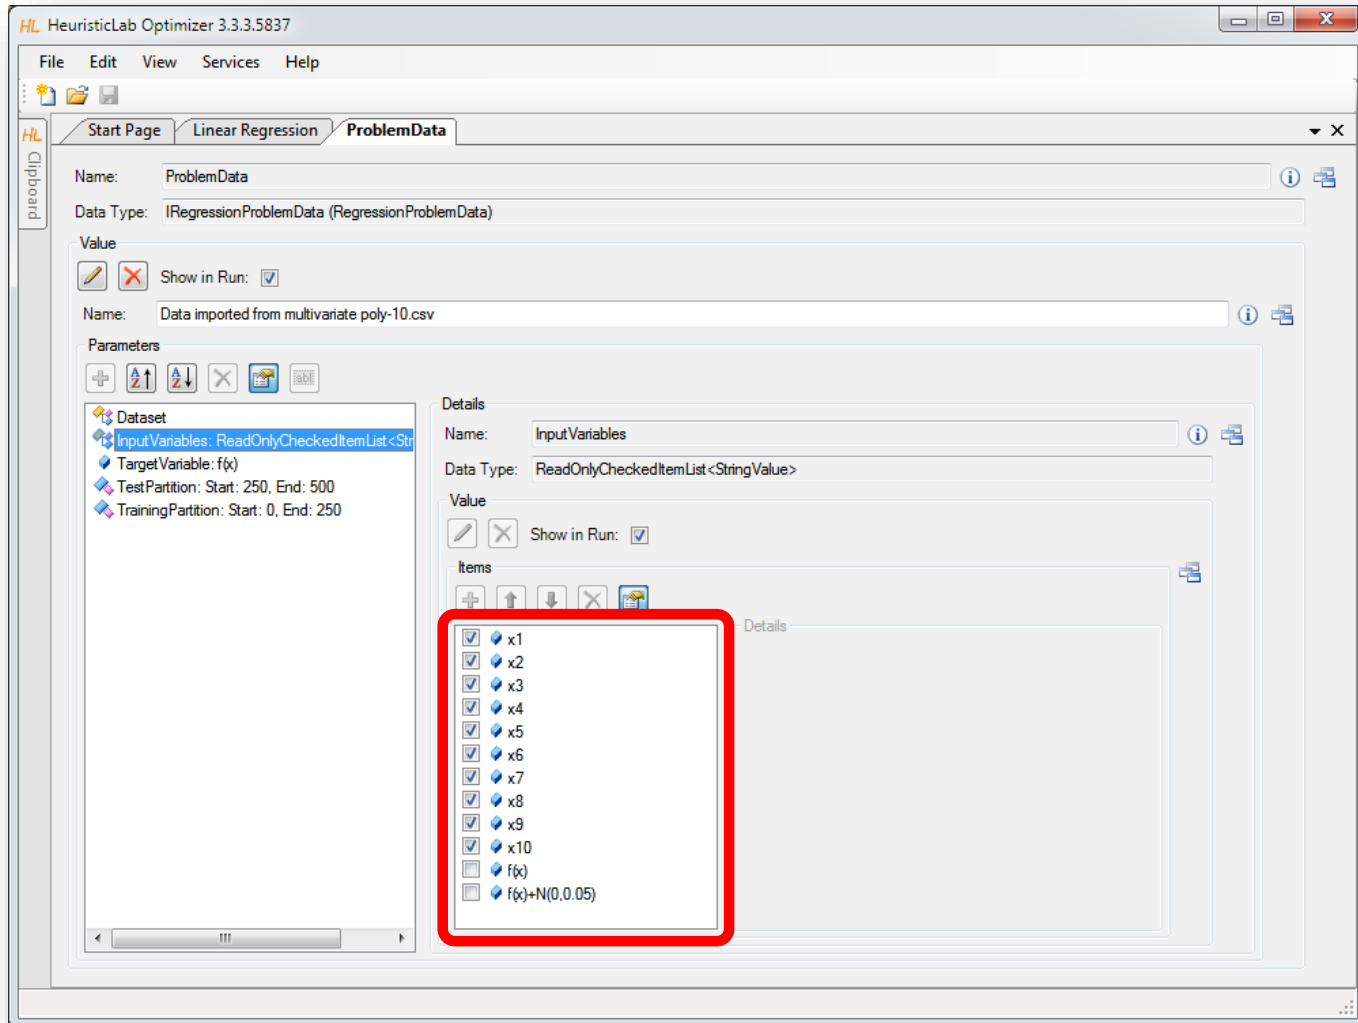 HL HeuristicLab Optimizer 3.3.3.5837
File Edit View Services Help
HL Clipboard
Start Page Linear Regression ProblemData
Name: ProblemData
Data Type: IRegressionProblemData (RegressionProblemData)
Value
Show in Run:
Name: Data imported from multivariate poly-10.csv
Parameters
Dataset
InputVariables: ReadOnlyCheckedItemList<Str
TargetVariable: f(x)
TestPartition: Start: 250, End: 500
TrainingPartition: Start: 0, End: 250
Details
Name: InputVariables
Data Type: ReadOnlyCheckedItemList<StringValue>
Value
Show in Run:
Items
Details
x1
x2
x3
x4
x5
x6
x7
x8
x9
x10
f(x)
f(x)+N(0,0.05)